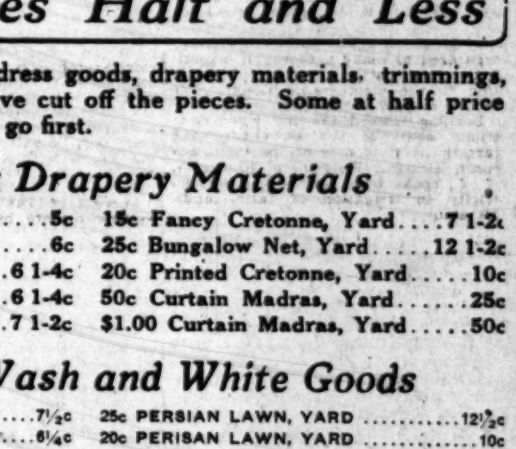 es Half and Less
dress goods, drapery materials, trimmings,
ve cut off the pieces. Some at half price
go first.
Drapery Materials
....5c 15c Fancy Cretonne, Yard....7 1-2c
....6c 25c Bungalow Net, Yard.....12 1-2c
.6 1-4c 20c Printed Cretonne, Yard......10c
.6 1-4c 50c Curtain Madras, Yard......25c
.7 1-2c $1.00 Curtain Madras, Yard.....50c
Wash and White Goods
....7½c 25c PERSIAN LAWN, YARD ...........12½c
....6¼c 20c PERISAN LAWN, YARD .............10c